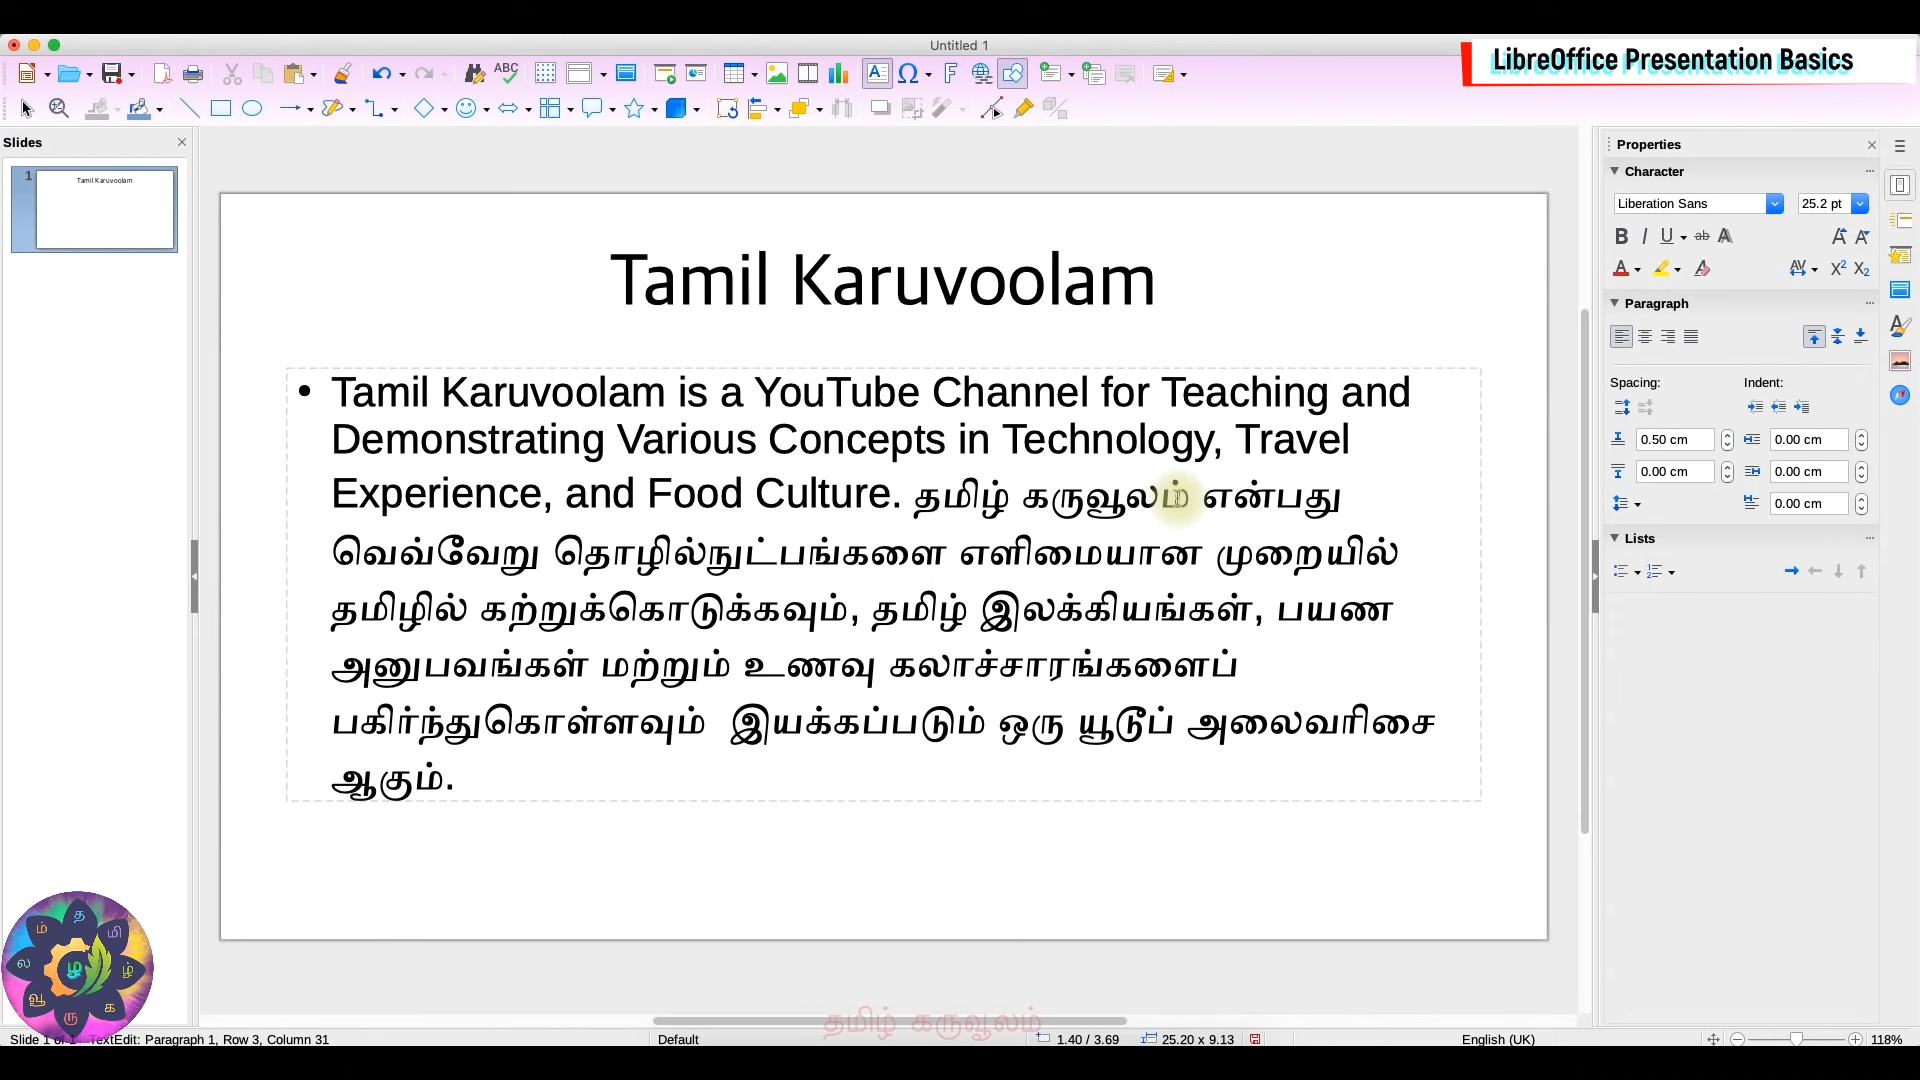 Untitled 1
LibreOffice Presentation Basics
ABC
Slides
1
Tamil Karuvoolam
Tamil Karuvoolam
• Tamil Karuvoolam is a YouTube Channel for Teaching and
Demonstrating Various Concepts in Technology, Travel
Experience, and Food Culture. தமிழ் கருவூலம் என்பது
வெவ்வேறு தொழில்நுட்பங்களை எளிமையான முறையில்
தமிழில் கற்றுக்கொடுக்கவும், தமிழ் இலக்கியங்கள், பயண
அனுபவங்கள் மற்றும் உணவு கலாச்சாரங்களைப்
பகிர்ந்துகொள்ளவும்  இயக்கப்படும் ஒரு யூடூப் அலைவரிசை
ஆகும்.
Properties
Character
Liberation Sans 25.2 pt
Paragraph
Spacing: Indent:
0.50 cm 0.00 cm
0.00 cm 0.00 cm
0.00 cm
Lists
த மி ழ் க ரு வூ ல ம்
ழ
தமிழ் கருவூலம்
Slide 1 of 1 TextEdit: Paragraph 1, Row 3, Column 31 Default 1.40 / 3.69 25.20 x 9.13 English (UK) 118%